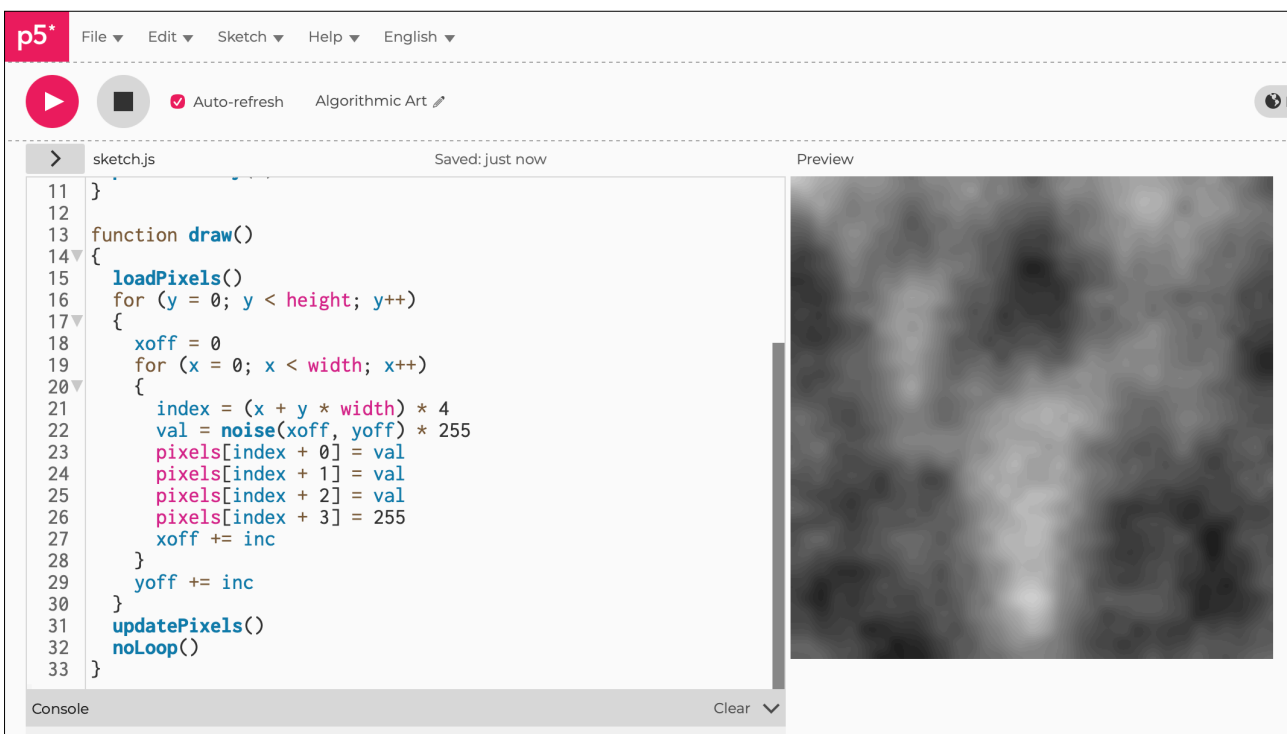 p5* File Edit Sketch Help English
Auto-refresh Algorithmic Art
sketch.js Saved: just now Preview
11 }
12
13 function draw()
14 {
15   loadPixels()
16   for (y = 0; y < height; y++)
17   {
18     xoff = 0
19     for (x = 0; x < width; x++)
20     {
21       index = (x + y * width) * 4
22       val = noise(xoff, yoff) * 255
23       pixels[index + 0] = val
24       pixels[index + 1] = val
25       pixels[index + 2] = val
26       pixels[index + 3] = 255
27       xoff += inc
28     }
29     yoff += inc
30   }
31   updatePixels()
32   noLoop()
33 }
Console Clear